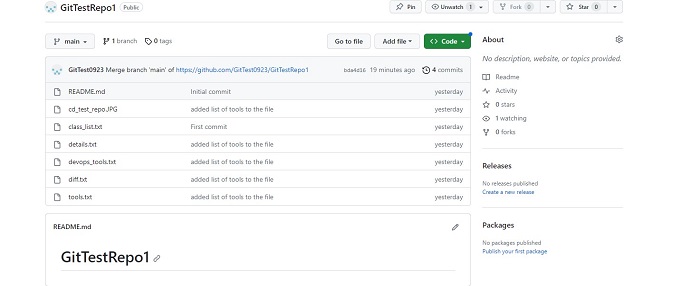 GitTestRepo1 Public
Pin Unwatch 1 Fork 0 Star 0
main 1 branch 0 tags Go to file Add file Code
GitTest0923 Merge branch 'main' of https://github.com/GitTest0923/GitTestRepo1 19 minutes ago 4 commits
README.md Initial commit yesterday
cd_test_repo.JPG added list of tools to the file yesterday
class_list.txt First commit yesterday
details.txt added list of tools to the file yesterday
devops_tools.txt added list of tools to the file yesterday
diff.txt added list of tools to the file yesterday
tools.txt added list of tools to the file yesterday
README.md
GitTestRepo1
About
No description, website, or topics provided.
Readme
Activity
0 stars
1 watching
0 forks
Releases
No releases published
Create a new release
Packages
No packages published
Publish your first package